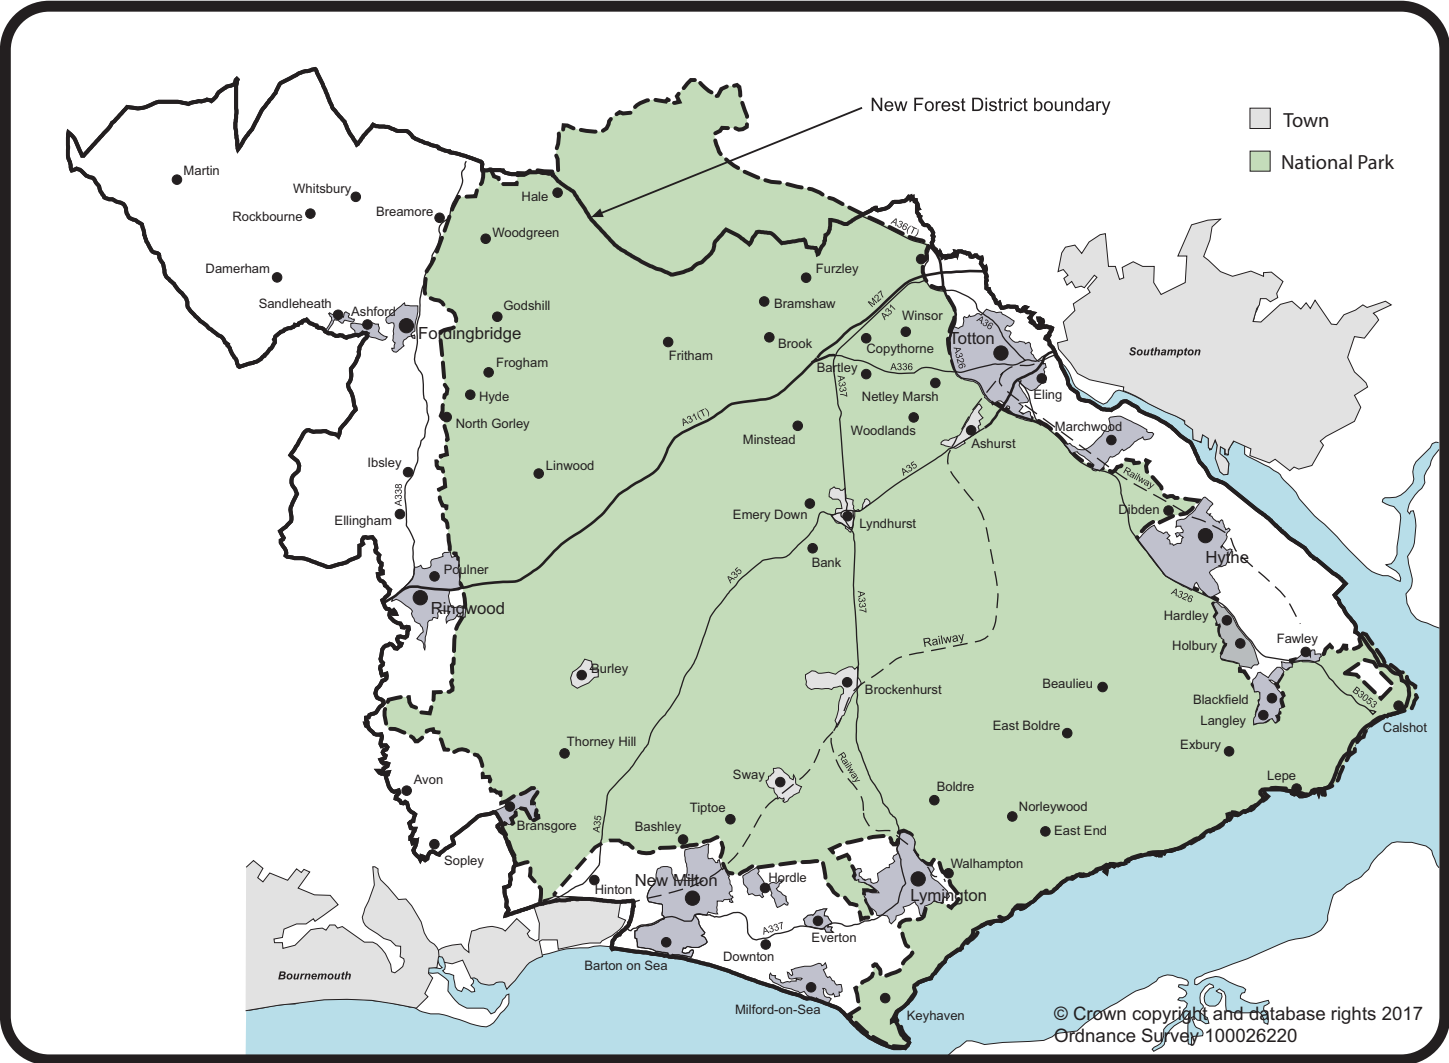 New Forest District boundary
Town
National Park
Martin
Whitsbury
Rockbourne
Breamore
Hale
Woodgreen
A36(T)
Damerham
Furzley
Sandleheath
Ashford
Fordingbridge
Godshill
Bramshaw
M27
A31
Winsor
A36
Totton
Southampton
Fritham
Brook
Copythorne
A326
Frogham
Bartley
A336
Hyde
A337
Netley Marsh
Eling
North Gorley
A31(T)
Minstead
Woodlands
Ashurst
Marchwood
Ibsley
Linwood
A35
Railway
A338
Ellingham
Emery Down
Lyndhurst
Dibden
Bank
Hythe
Poulner
A35
A337
A326
Ringwood
Hardley
Railway
Holbury
Fawley
Burley
Brockenhurst
Beaulieu
Blackfield
B3053
Langley
East Boldre
Calshot
Thorney Hill
Exbury
Avon
Sway
Railway
Lepe
Boldre
Tiptoe
Norleywood
Bransgore
A35
Bashley
East End
Sopley
Walhampton
Hinton
New Milton
Hordle
Lymington
A337
Everton
Downton
Barton on Sea
Bournemouth
Milford-on-Sea
Keyhaven
© Crown copyright and database rights 2017
Ordnance Survey 100026220